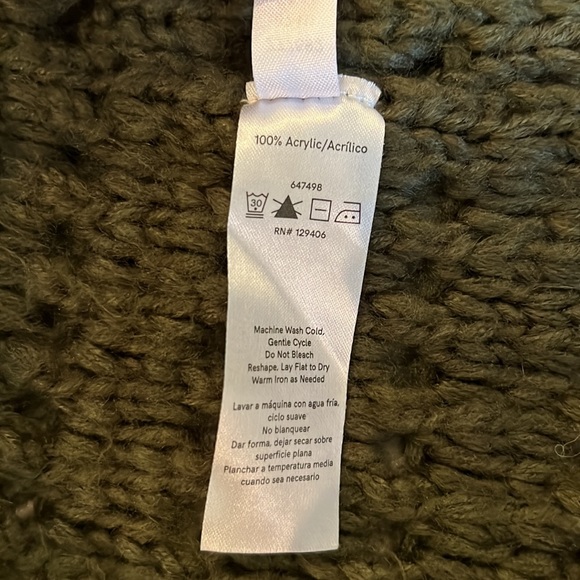 100% Acrylic/Acrílico
647498
30
RN# 129406
Machine Wash Cold,
Gentle Cycle
Do Not Bleach
Reshape, Lay Flat to Dry
Warm Iron as Needed
Lavar a máquina con agua fría,
ciclo suave
No blanquear
Dar forma, dejar secar sobre
superficie plana
Planchar a temperatura media
cuando sea necesario